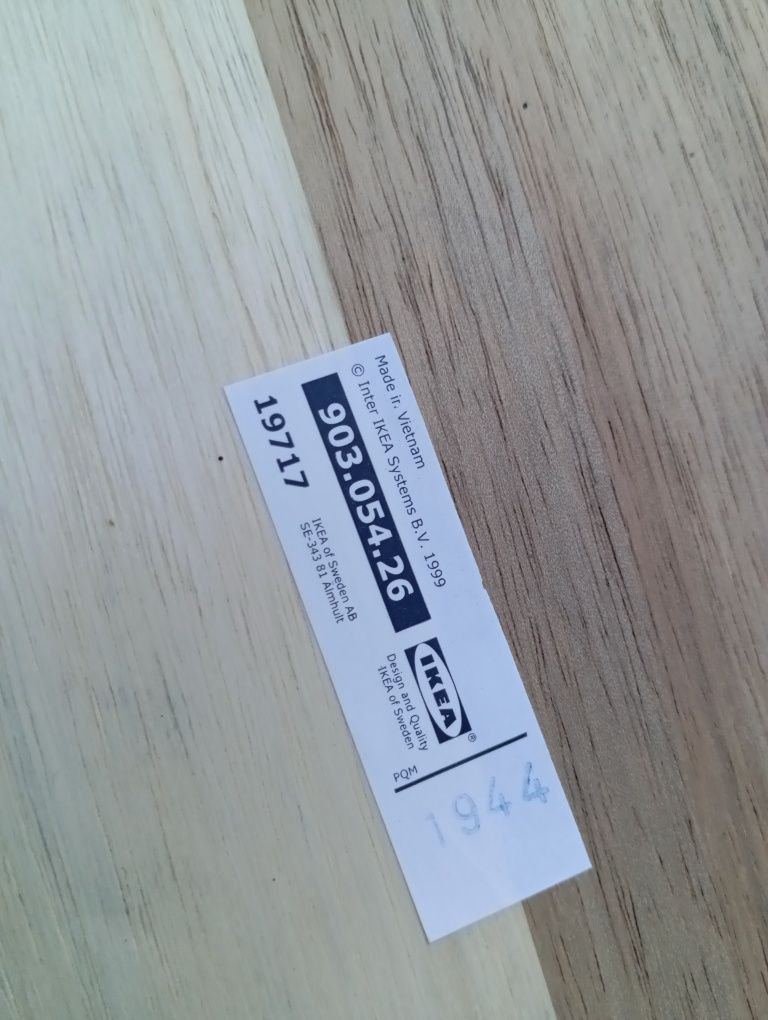 Made in Vietnam
© Inter IKEA Systems B.V. 1999
903.054.26
19717
IKEA of Sweden AB
SE-343 81 Älmhult
IKEA®
Design and Quality
IKEA of Sweden
PQM
1944